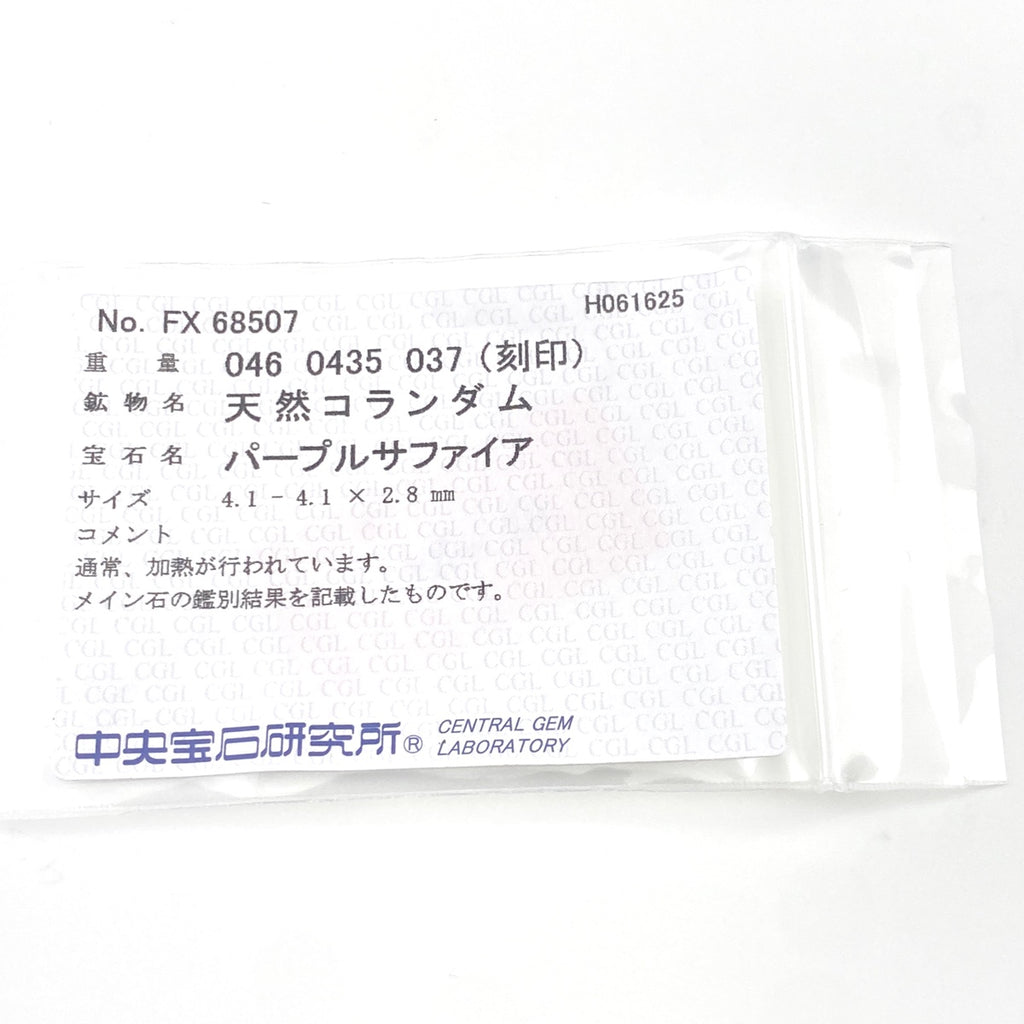 No. FX 68507
H061625
重量 046 0435 037 (刻印)
鉱物名 天然コランダム
宝石名 パープルサファイア
サイズ 4.1 - 4.1 × 2.8 mm
コメント
通常、加熱が行われています。
メイン石の鑑別結果を記載したものです。
中央宝石研究所® CENTRAL GEM
LABORATORY